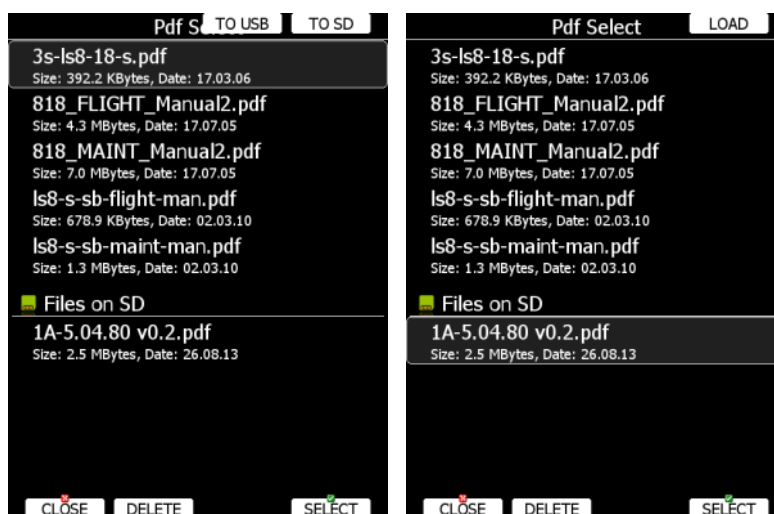 Pdf S TO USB TO SD
3s-ls8-18-s.pdf
Size: 392.2 KBytes, Date: 17.03.06
818_FLIGHT_Manual2.pdf
Size: 4.3 MBytes, Date: 17.07.05
818_MAINT_Manual2.pdf
Size: 7.0 MBytes, Date: 17.07.05
ls8-s-sb-flight-man.pdf
Size: 678.9 KBytes, Date: 02.03.10
ls8-s-sb-maint-man.pdf
Size: 1.3 MBytes, Date: 02.03.10
Files on SD
1A-5.04.80 v0.2.pdf
Size: 2.5 MBytes, Date: 26.08.13
CLOSE DELETE SELECT
Pdf Select LOAD
3s-ls8-18-s.pdf
Size: 392.2 KBytes, Date: 17.03.06
818_FLIGHT_Manual2.pdf
Size: 4.3 MBytes, Date: 17.07.05
818_MAINT_Manual2.pdf
Size: 7.0 MBytes, Date: 17.07.05
ls8-s-sb-flight-man.pdf
Size: 678.9 KBytes, Date: 02.03.10
ls8-s-sb-maint-man.pdf
Size: 1.3 MBytes, Date: 02.03.10
Files on SD
1A-5.04.80 v0.2.pdf
Size: 2.5 MBytes, Date: 26.08.13
CLOSE DELETE SELECT